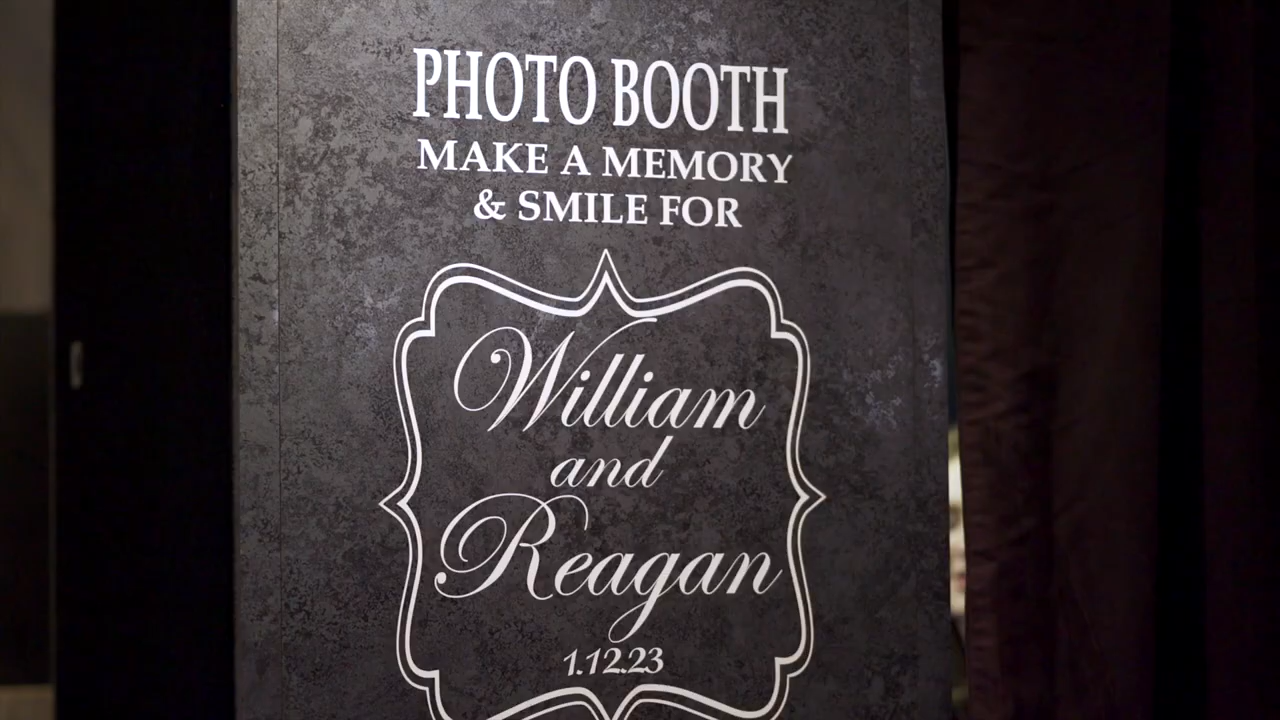 PHOTO BOOTH
MAKE A MEMORY
& SMILE FOR
William
and
Reagan
1.12.23